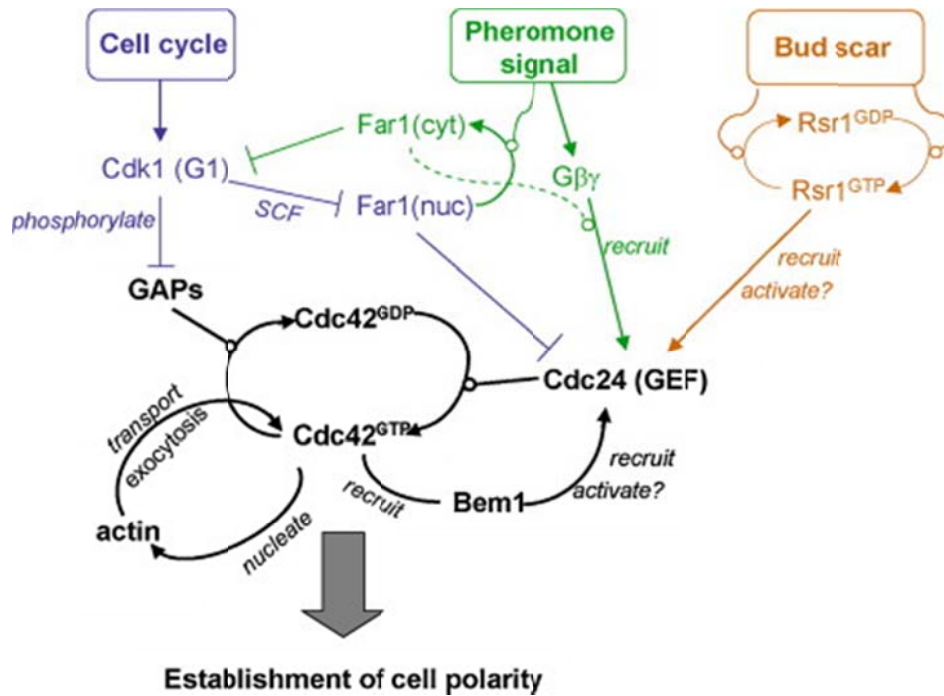 Cell cycle
Pheromone
signal
Bud scar
Far1(cyt)
Rsr1GDP
Cdk1 (G1)
Gβγ
Rsr1GTP
SCF
Far1(nuc)
phosphorylate
recruit
recruit
activate?
GAPs
Cdc42GDP
Cdc24 (GEF)
transport
exocytosis
Cdc42GTP
recruit
recruit
activate?
Bem1
actin
nucleate
Establishment of cell polarity